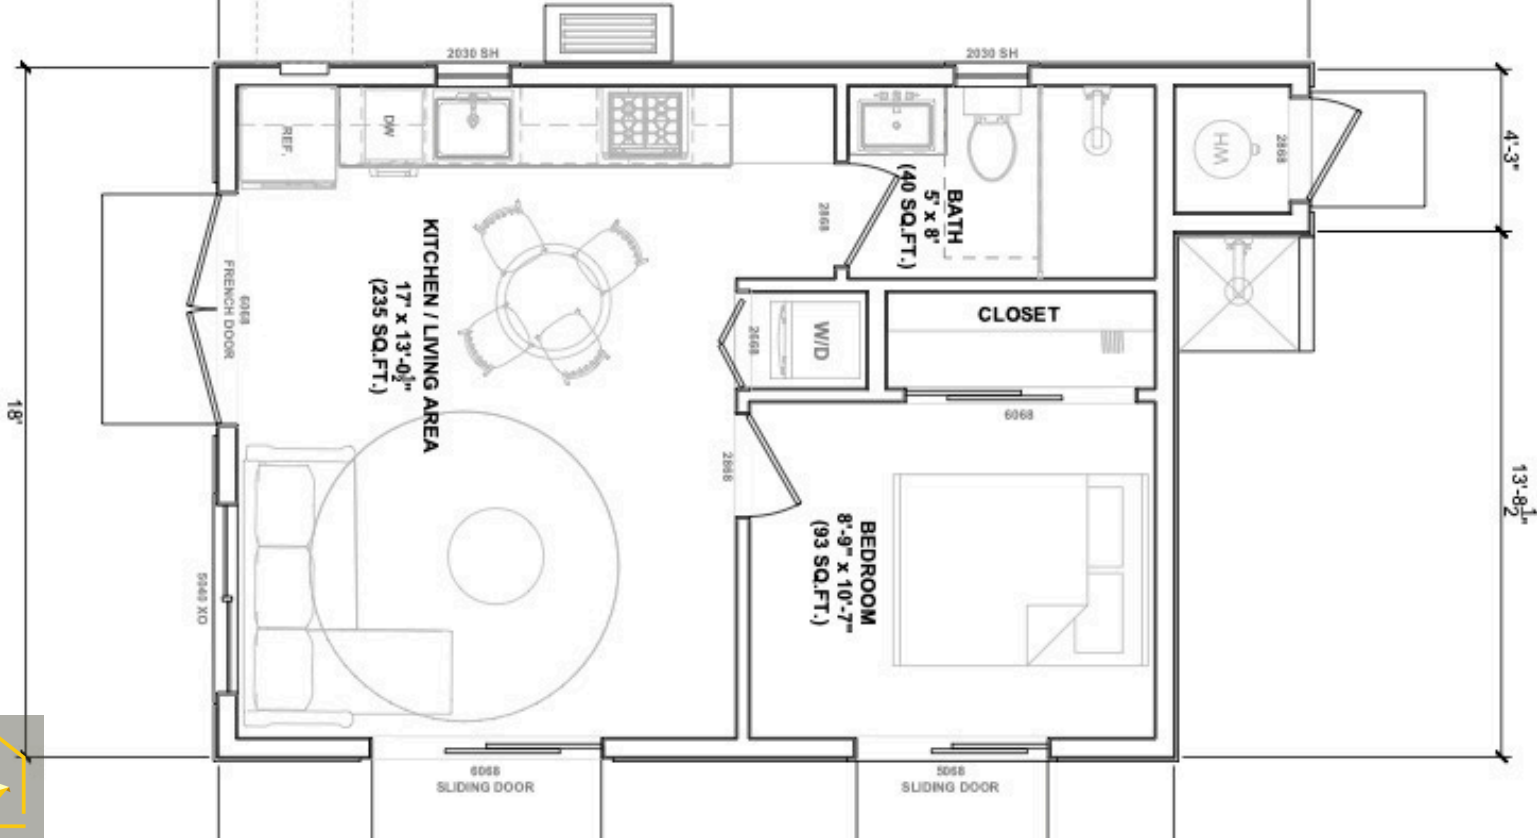 2030 SH
2030 SH
REF.
DW
H/W
2868
4'-3"
BATH
5' x 8'
(40 SQ.FT.)
2868
KITCHEN / LIVING AREA
17' x 13'-0½"
(235 SQ.FT.)
6068
FRENCH DOOR
CLOSET
W/D
2668
6068
18'
2868
13'-8½"
BEDROOM
8'-9" x 10'-7"
(93 SQ.FT.)
5040 XO
6068
SLIDING DOOR
5068
SLIDING DOOR